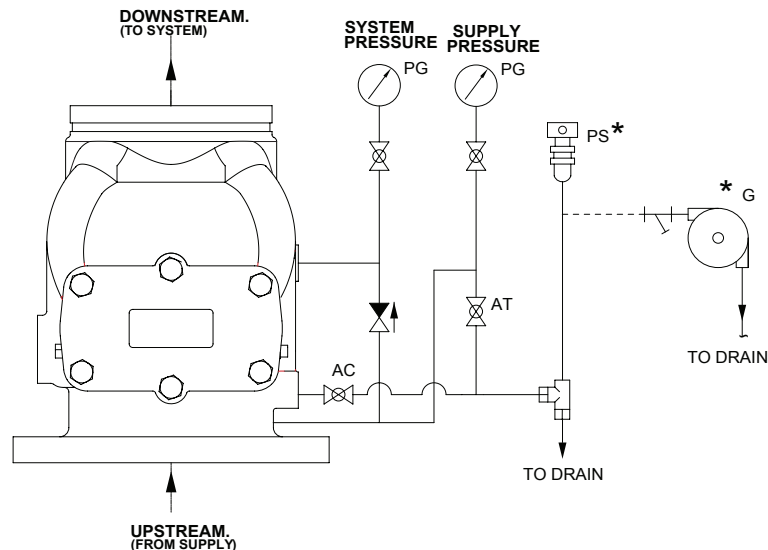 DOWNSTREAM.
(TO SYSTEM)
SYSTEM
PRESSURE
PG
SUPPLY
PRESSURE
PG
PS*
* G
AT
TO DRAIN
AC
TO DRAIN
UPSTREAM.
(FROM SUPPLY)